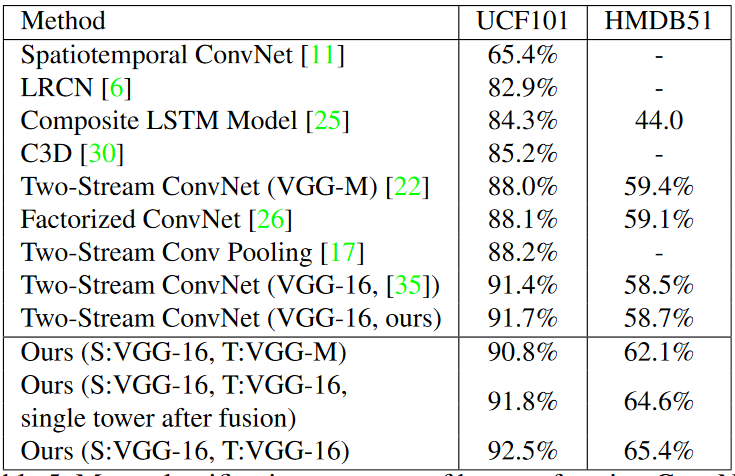 Method UCF101 HMDB51
Spatiotemporal ConvNet [11] 65.4% -
LRCN [6] 82.9% -
Composite LSTM Model [25] 84.3% 44.0
C3D [30] 85.2% -
Two-Stream ConvNet (VGG-M) [22] 88.0% 59.4%
Factorized ConvNet [26] 88.1% 59.1%
Two-Stream Conv Pooling [17] 88.2% -
Two-Stream ConvNet (VGG-16, [35]) 91.4% 58.5%
Two-Stream ConvNet (VGG-16, ours) 91.7% 58.7%
Ours (S:VGG-16, T:VGG-M) 90.8% 62.1%
Ours (S:VGG-16, T:VGG-16,
single tower after fusion) 91.8% 64.6%
Ours (S:VGG-16, T:VGG-16) 92.5% 65.4%